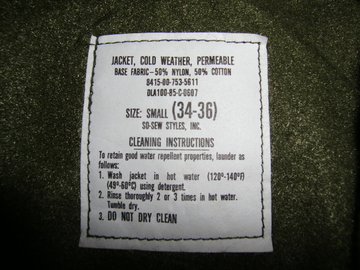 JACKET, COLD WEATHER, PERMEABLE
BASE FABRIC-50% NYLON, 50% COTTON
8415-00-753-5611
DLA100-85-C-0607
SIZE: SMALL (34-36)
SO-SEW STYLES, INC.
CLEANING INSTRUCTIONS
To retain good water repellent properties, launder as
follows:
1. Wash jacket in hot water (120°-140°F)
(49°-60°C) using detergent.
2. Rinse thoroughly 2 or 3 times in hot water.
Tumble dry.
3. DO NOT DRY CLEAN